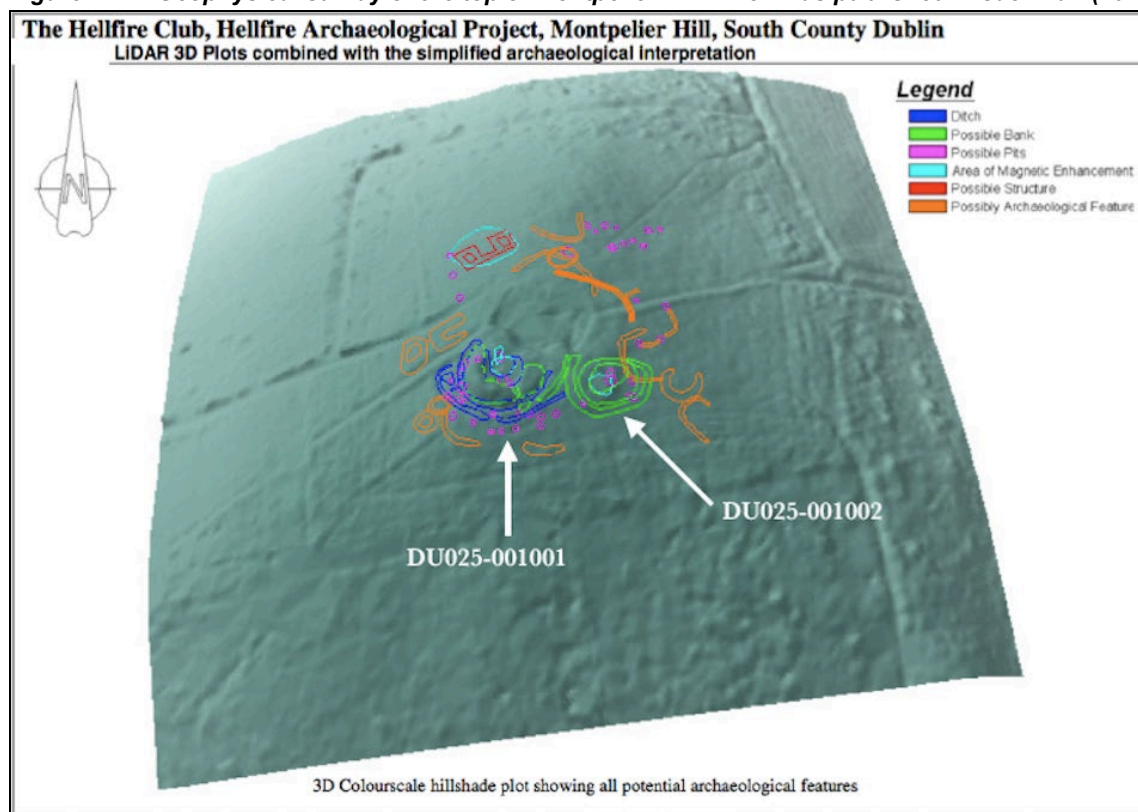 The Hellfire Club, Hellfire Archaeological Project, Montpelier Hill, South County Dublin
LiDAR 3D Plots combined with the simplified archaeological interpretation
Legend
Ditch
Possible Bank
Possible Pits
Area of Magnetic Enhancement
Possible Structure
Possibly Archaeological Feature
N
DU025-001002
DU025-001001
3D Colourscale hillshade plot showing all potential archaeological features